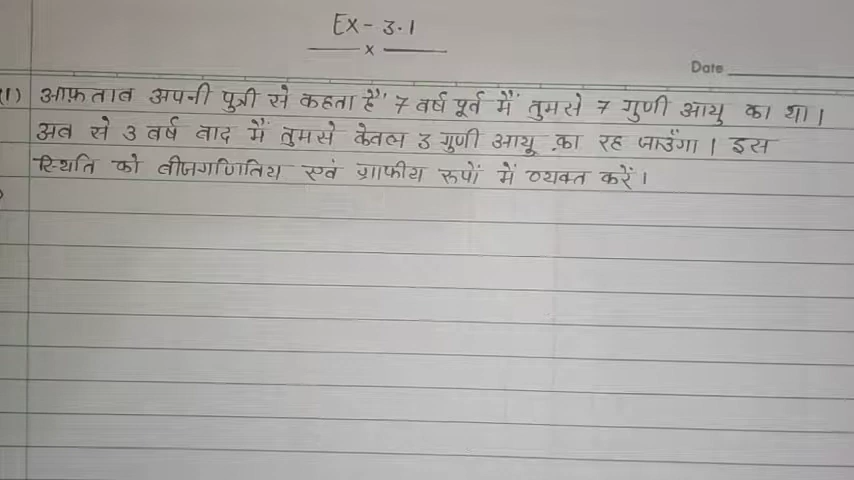 Ex - 3.1
x
Date
(1) आफ़ताब अपनी पुत्री से कहता है, '7 वर्ष पूर्व मैं तुमसे 7 गुणी आयु का था।
अब से 3 वर्ष बाद मैं तुमसे केवल 3 गुणी आयु का रह जाउँगा। इस
स्थिति को बीजगणितिय एवं ग्राफीय रूपों में व्यक्त करें।